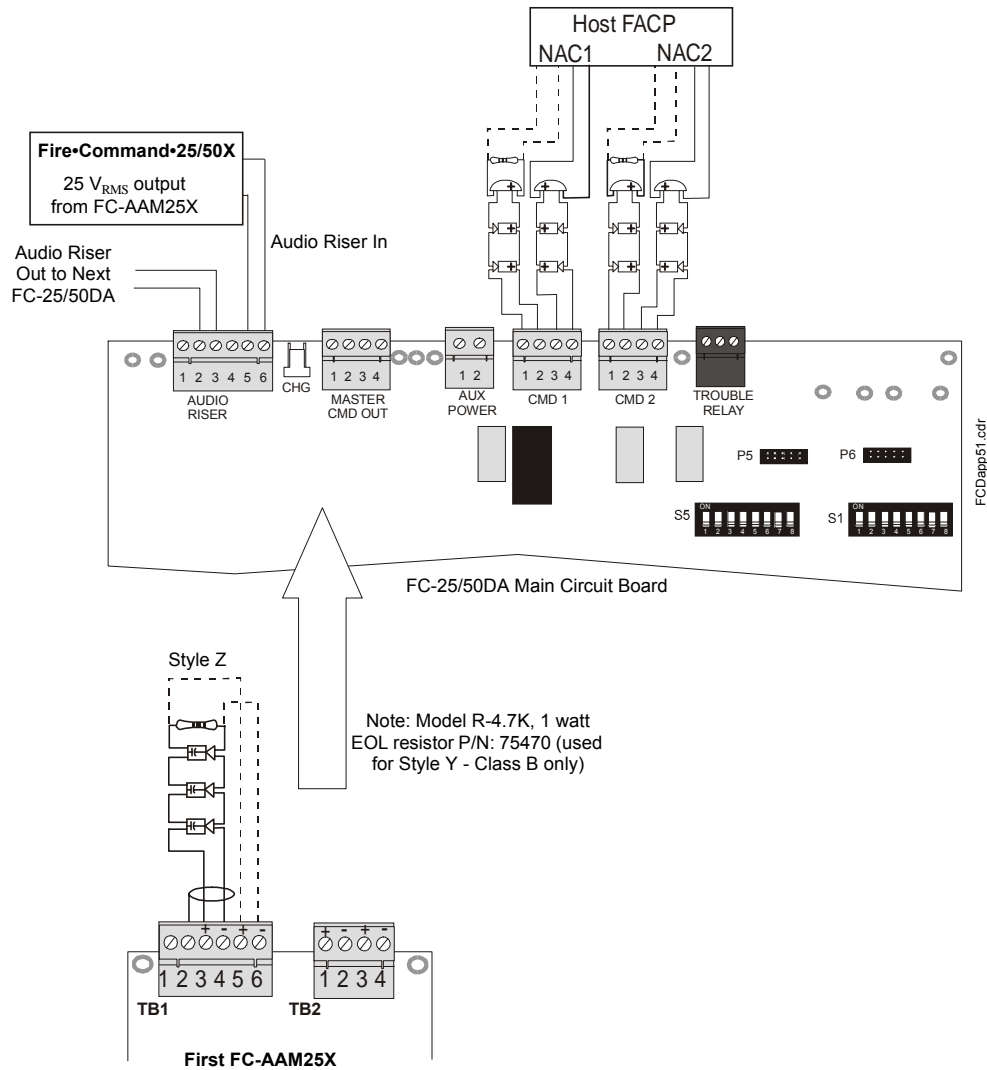 Host FACP
NAC1 NAC2
Fire•Command•25/50X
25 VRMS output
from FC-AAM25X
Audio Riser In
Audio Riser
Out to Next
FC-25/50DA
1 2 3 4 5 6
AUDIO
RISER
CHG
1 2 3 4
MASTER
CMD OUT
1 2
AUX
POWER
1 2 3 4
CMD 1
1 2 3 4
CMD 2
TROUBLE
RELAY
P5
P6
S5
ON
1 2 3 4 5 6 7 8
S1
ON
1 2 3 4 5 6 7 8
FCDapp51.cdr
FC-25/50DA Main Circuit Board
Style Z
Note: Model R-4.7K, 1 watt
EOL resistor P/N: 75470 (used
for Style Y - Class B only)
+ - + -
1 2 3 4 5 6
TB1
+ - + -
1 2 3 4
TB2
First FC-AAM25X